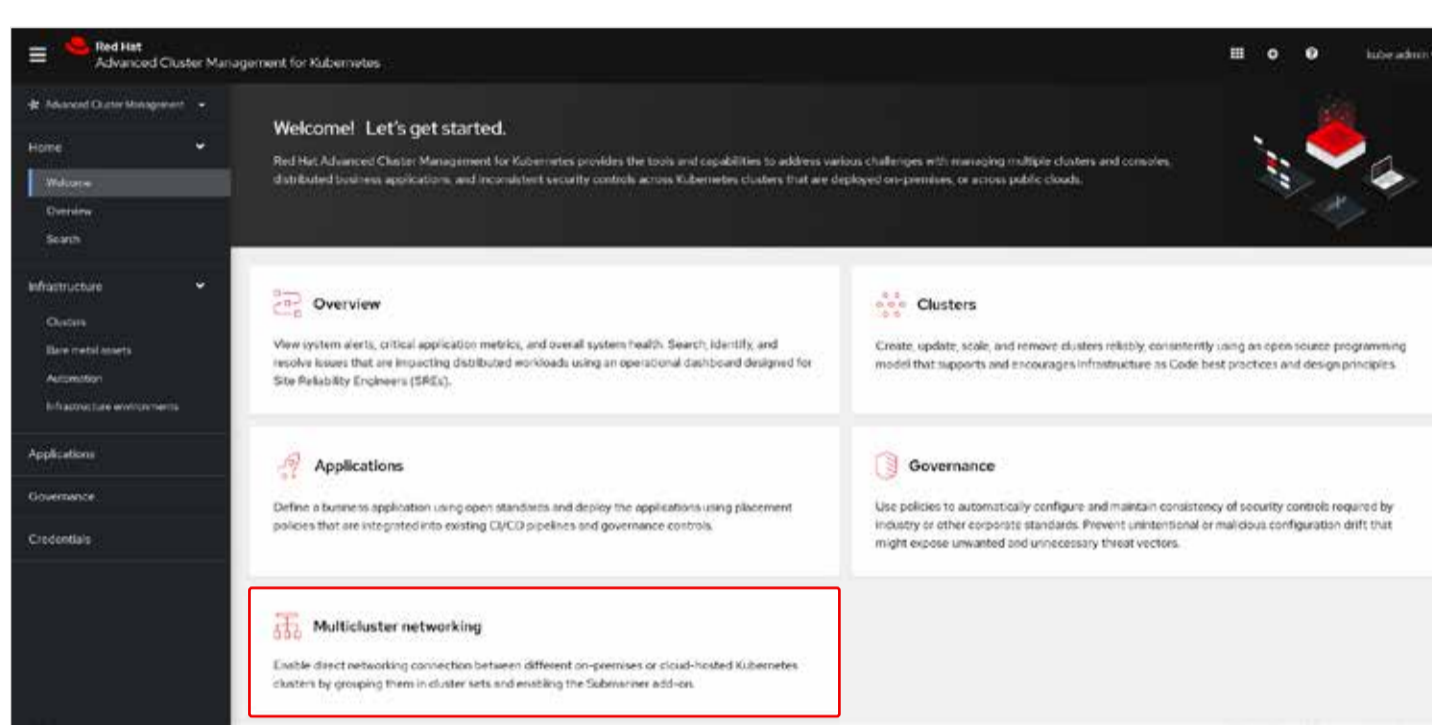 Red Hat
Advanced Cluster Management for Kubernetes
kube:admin
Advanced Cluster Management
Home
Welcome
Overview
Search
Infrastructure
Clusters
Bare metal assets
Automation
Infrastructure environments
Applications
Governance
Credentials
Welcome! Let's get started.
Red Hat Advanced Cluster Management for Kubernetes provides the tools and capabilities to address various challenges with managing multiple clusters and consoles,
distributed business applications, and inconsistent security controls across Kubernetes clusters that are deployed on-premises, or across public clouds.
Overview
View system alerts, critical application metrics, and overall system health. Search, identify, and
resolve issues that are impacting distributed workloads using an operational dashboard designed for
Site Reliability Engineers (SREs).
Clusters
Create, update, scale, and remove clusters reliably, consistently using an open source programming
model that supports and encourages Infrastructure as Code best practices and design principles.
Applications
Define a business application using open standards and deploy the applications using placement
policies that are integrated into existing CI/CD pipelines and governance controls.
Governance
Use policies to automatically configure and maintain consistency of security controls required by
industry or other corporate standards. Prevent unintentional or malicious configuration drift that
might expose unwanted and unnecessary threat vectors.
Multicluster networking
Enable direct networking connection between different on-premises or cloud-hosted Kubernetes
clusters by grouping them in cluster sets and enabling the Submariner add-on.